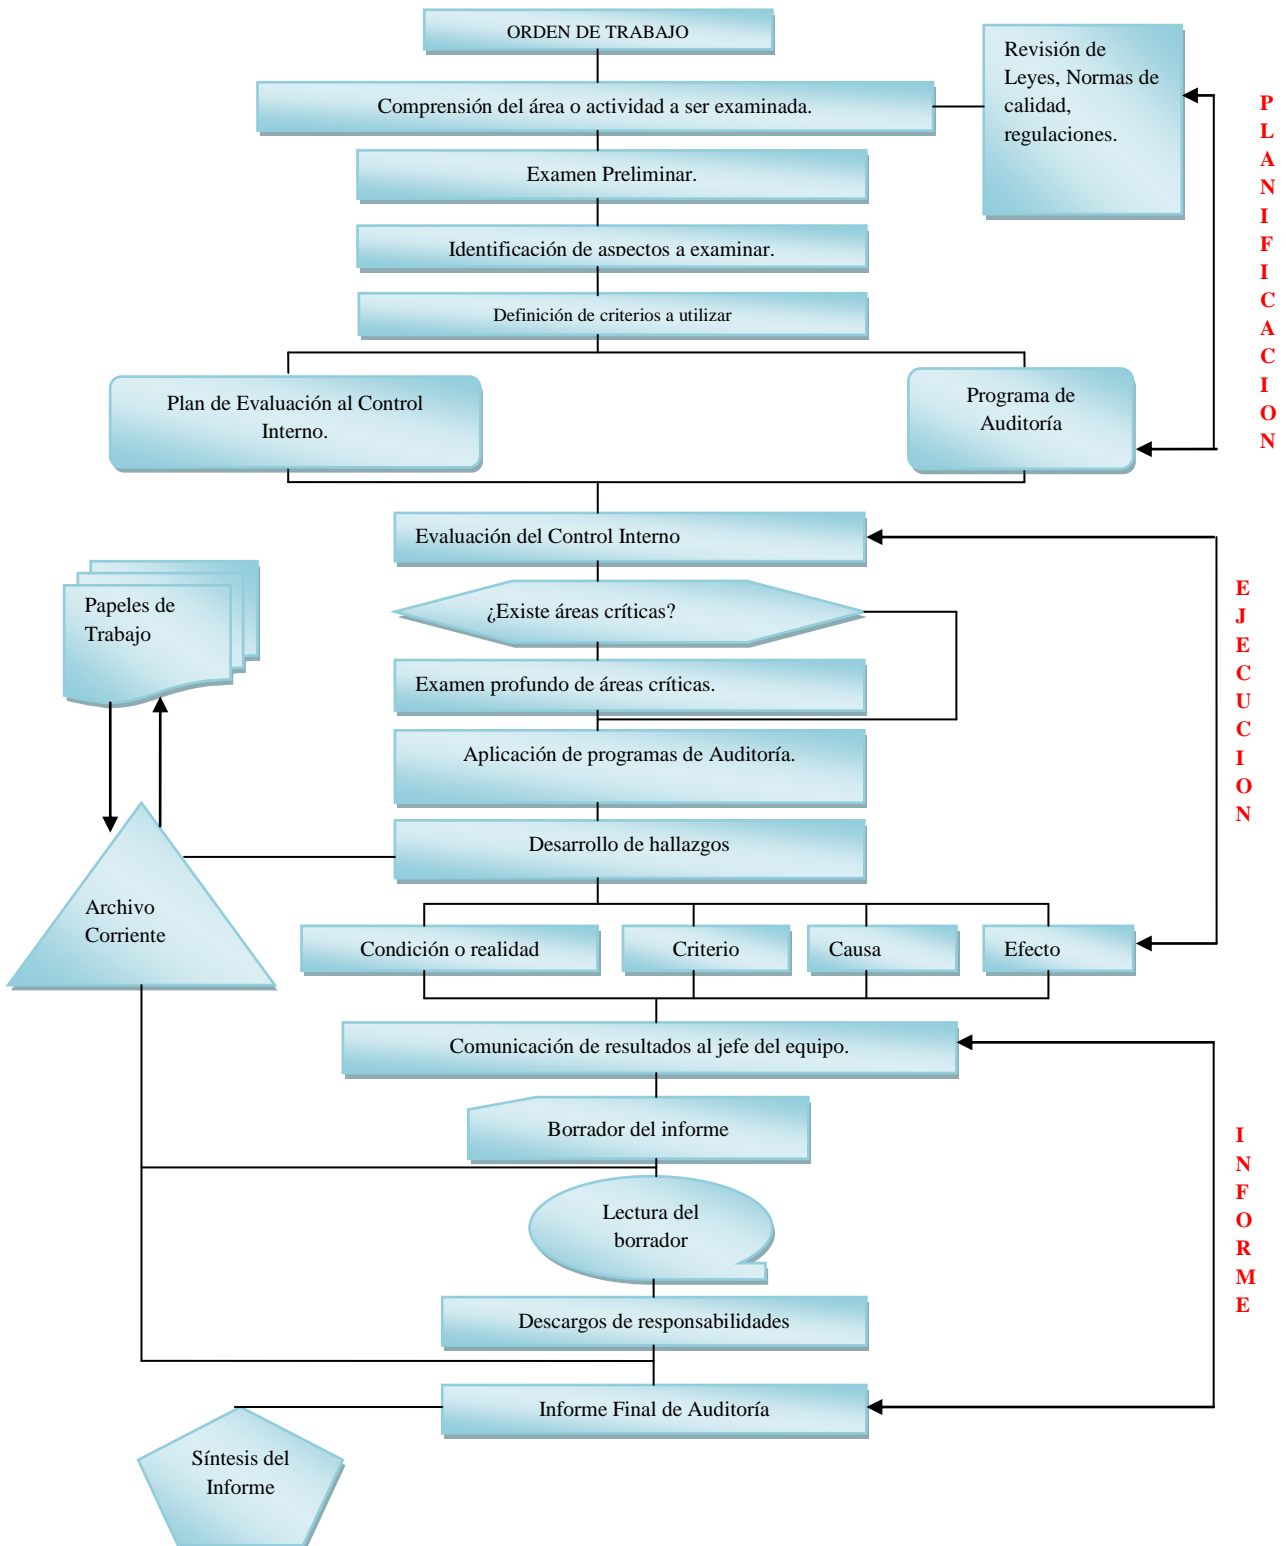 ORDEN DE TRABAJO
Revisión de
Leyes, Normas de
calidad,
regulaciones.
Comprensión del área o actividad a ser examinada.
Examen Preliminar.
Identificación de aspectos a examinar.
Definición de criterios a utilizar
Plan de Evaluación al Control
Interno.
Programa de
Auditoría
P
L
A
N
I
F
I
C
A
C
I
O
N
Evaluación del Control Interno
¿Existe áreas críticas?
Papeles de
Trabajo
Examen profundo de áreas críticas.
Aplicación de programas de Auditoría.
Desarrollo de hallazgos
Archivo
Corriente
Condición o realidad
Criterio
Causa
Efecto
E
J
E
C
U
C
I
O
N
Comunicación de resultados al jefe del equipo.
Borrador del informe
Lectura del
borrador
Descargos de responsabilidades
Informe Final de Auditoría
Síntesis del
Informe
I
N
F
O
R
M
E